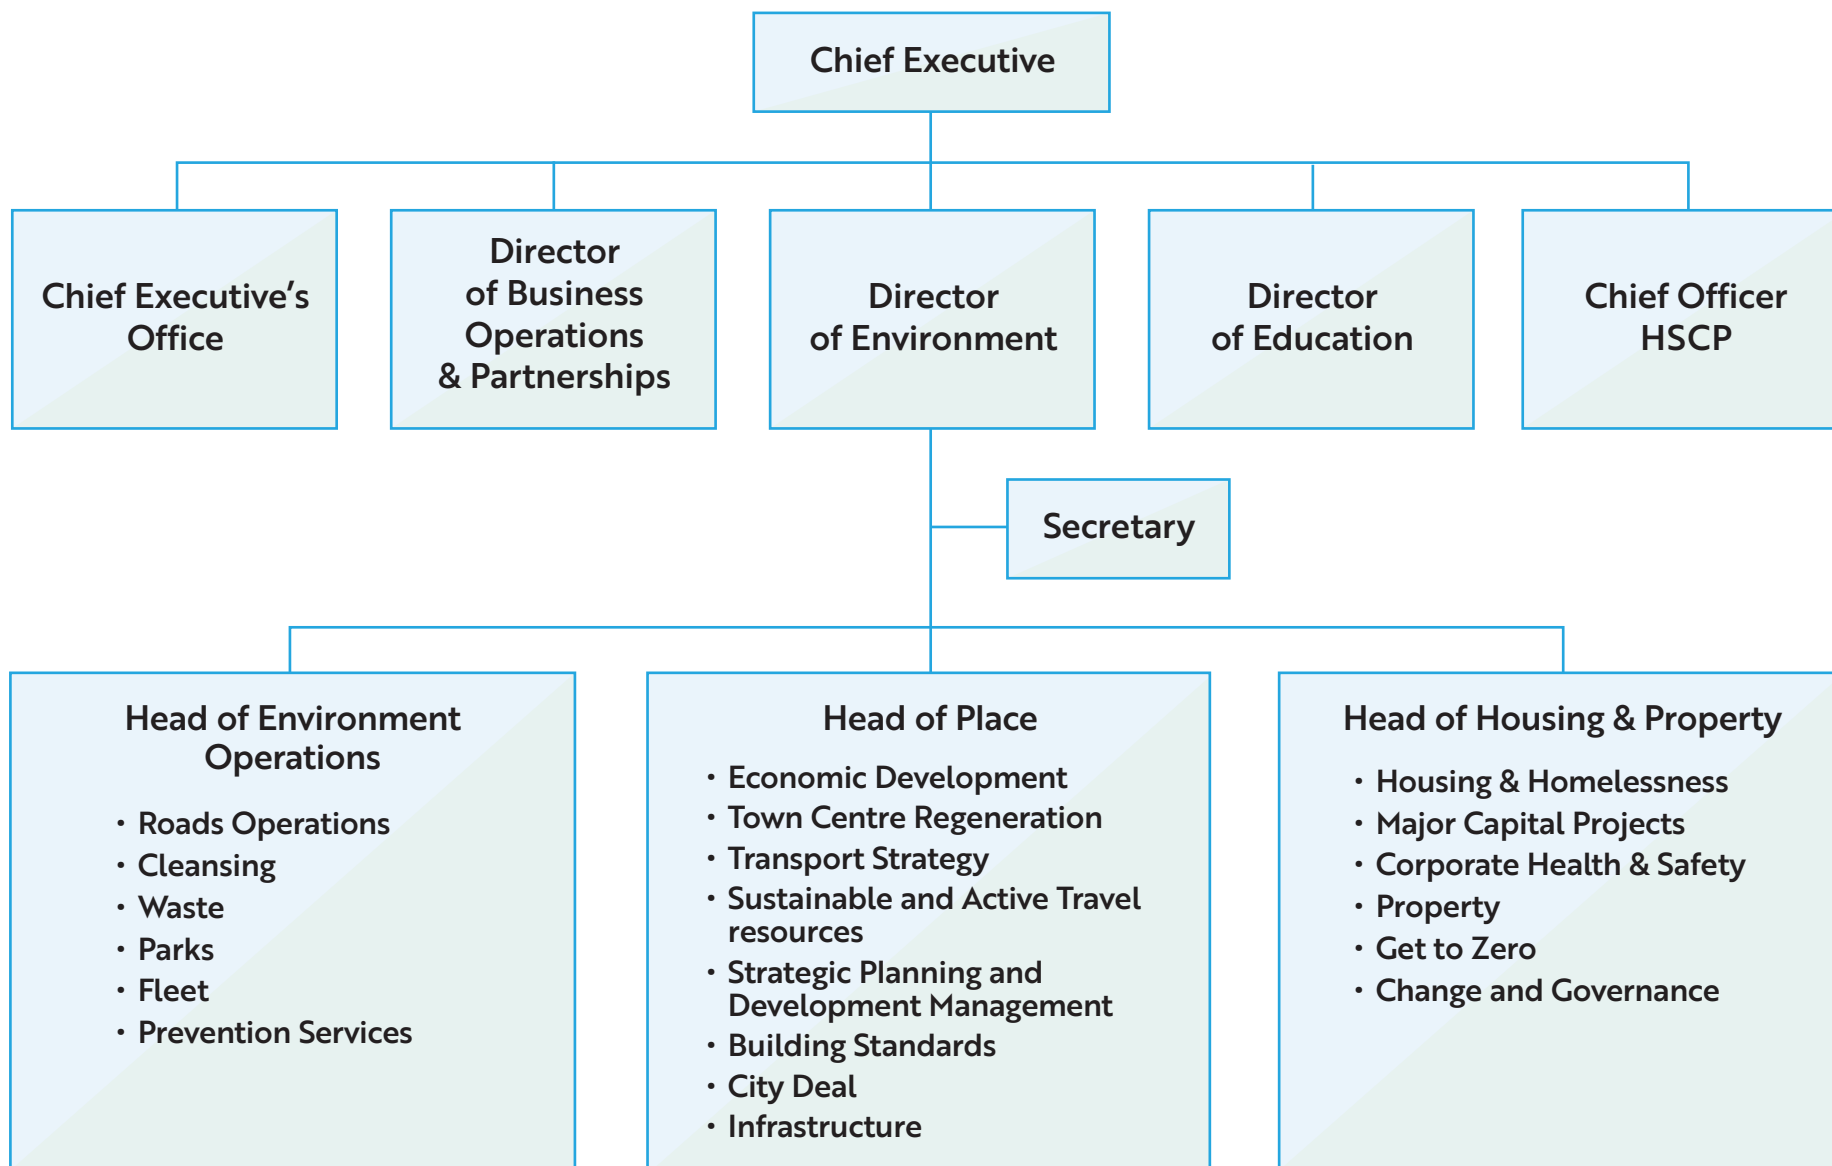 Chief Executive
Chief Executive’s
Office
Director
of Business
Operations
& Partnerships
Director
of Environment
Director
of Education
Chief Officer
HSCP
Secretary
Head of Environment
Operations
· Roads Operations
· Cleansing
· Waste
· Parks
· Fleet
· Prevention Services
Head of Place
· Economic Development
· Town Centre Regeneration
· Transport Strategy
· Sustainable and Active Travel
resources
· Strategic Planning and
Development Management
· Building Standards
· City Deal
· Infrastructure
Head of Housing & Property
· Housing & Homelessness
· Major Capital Projects
· Corporate Health & Safety
· Property
· Get to Zero
· Change and Governance